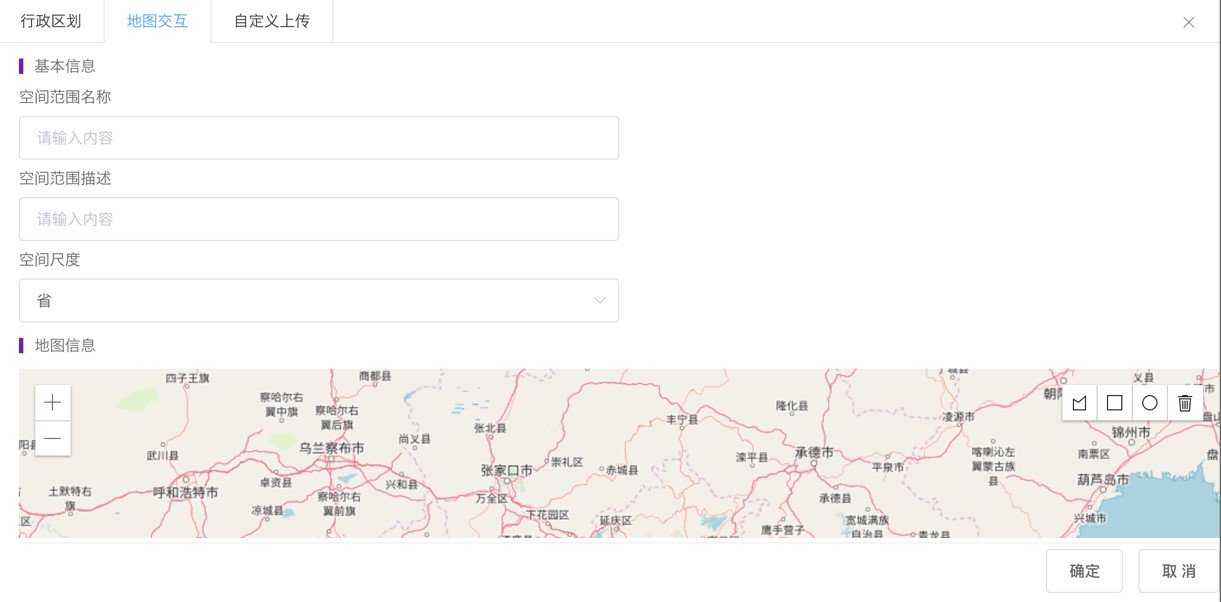 行政区划 地图交互 自定义上传
基本信息
空间范围名称
请输入内容
空间范围描述
请输入内容
空间尺度
省
地图信息
四子王旗
商都县
义县
察哈尔右
翼中旗
察哈尔右
翼后旗
隆化县
张北县
丰宁县
凌源市
尚义县
锦州市
武川县
乌兰察布市
滦平县
承德市
喀喇沁左
翼蒙古族
县
南票区
张家口市
崇礼区
赤城县
平泉市
卓资县
兴和县
葫芦岛市
土默特右
旗
呼和浩特市
察哈尔右
翼前旗
万全区
承德县
凉城县
下花园区
延庆区
鹰手营子
宽城满族
自治县
兴城市
青龙县
确定 取消